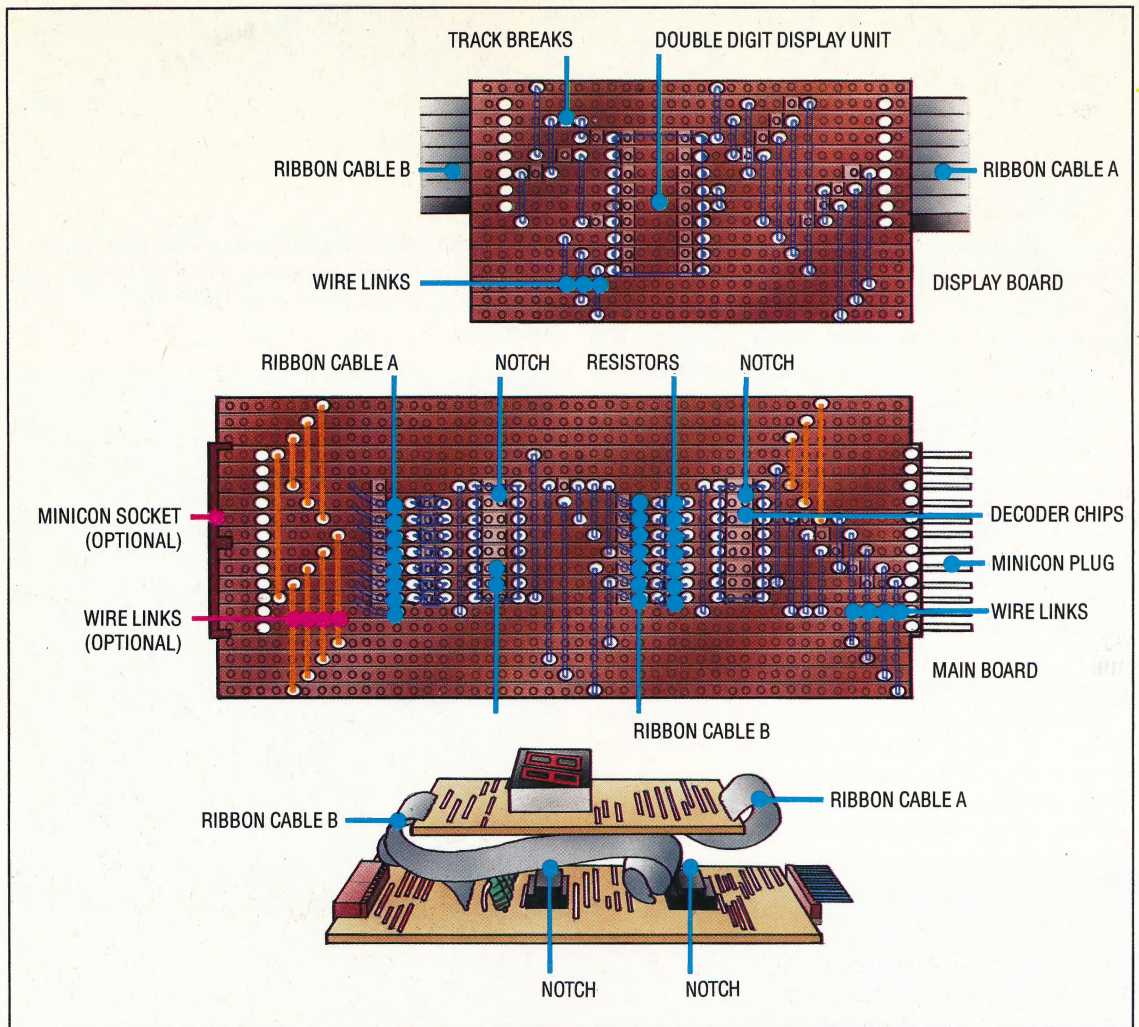 TRACK BREAKS
DOUBLE DIGIT DISPLAY UNIT
RIBBON CABLE B
RIBBON CABLE A
WIRE LINKS
DISPLAY BOARD
RIBBON CABLE A
NOTCH
RESISTORS
NOTCH
MINICON SOCKET
(OPTIONAL)
DECODER CHIPS
MINICON PLUG
WIRE LINKS
(OPTIONAL)
WIRE LINKS
MAIN BOARD
RIBBON CABLE B
RIBBON CABLE B
RIBBON CABLE A
NOTCH
NOTCH